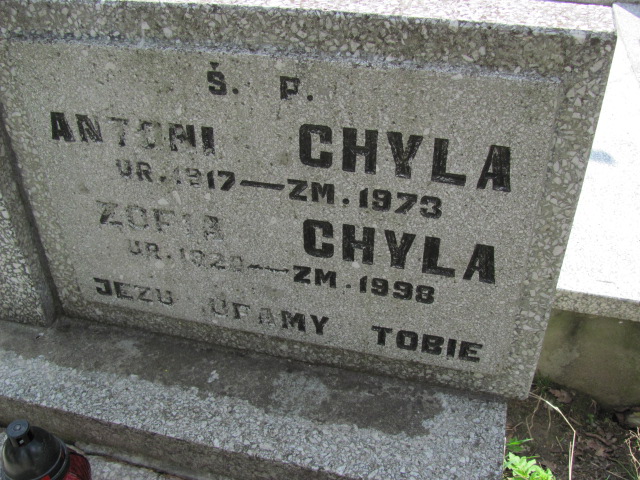 Ś. P.
ANTONI CHYLA
UR. 1917 — ZM. 1973
ZOFIA CHYLA
UR. 1920 — ZM. 1998
JEZU UFAMY TOBIE